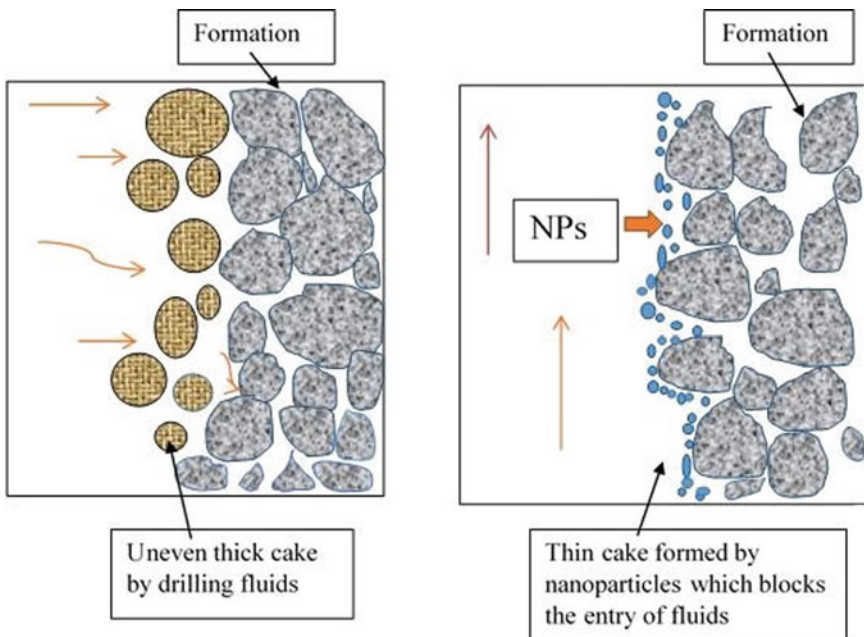 Formation
Formation
NPs
Uneven thick cake
by drilling fluids
Thin cake formed by
nanoparticles which blocks
the entry of fluids